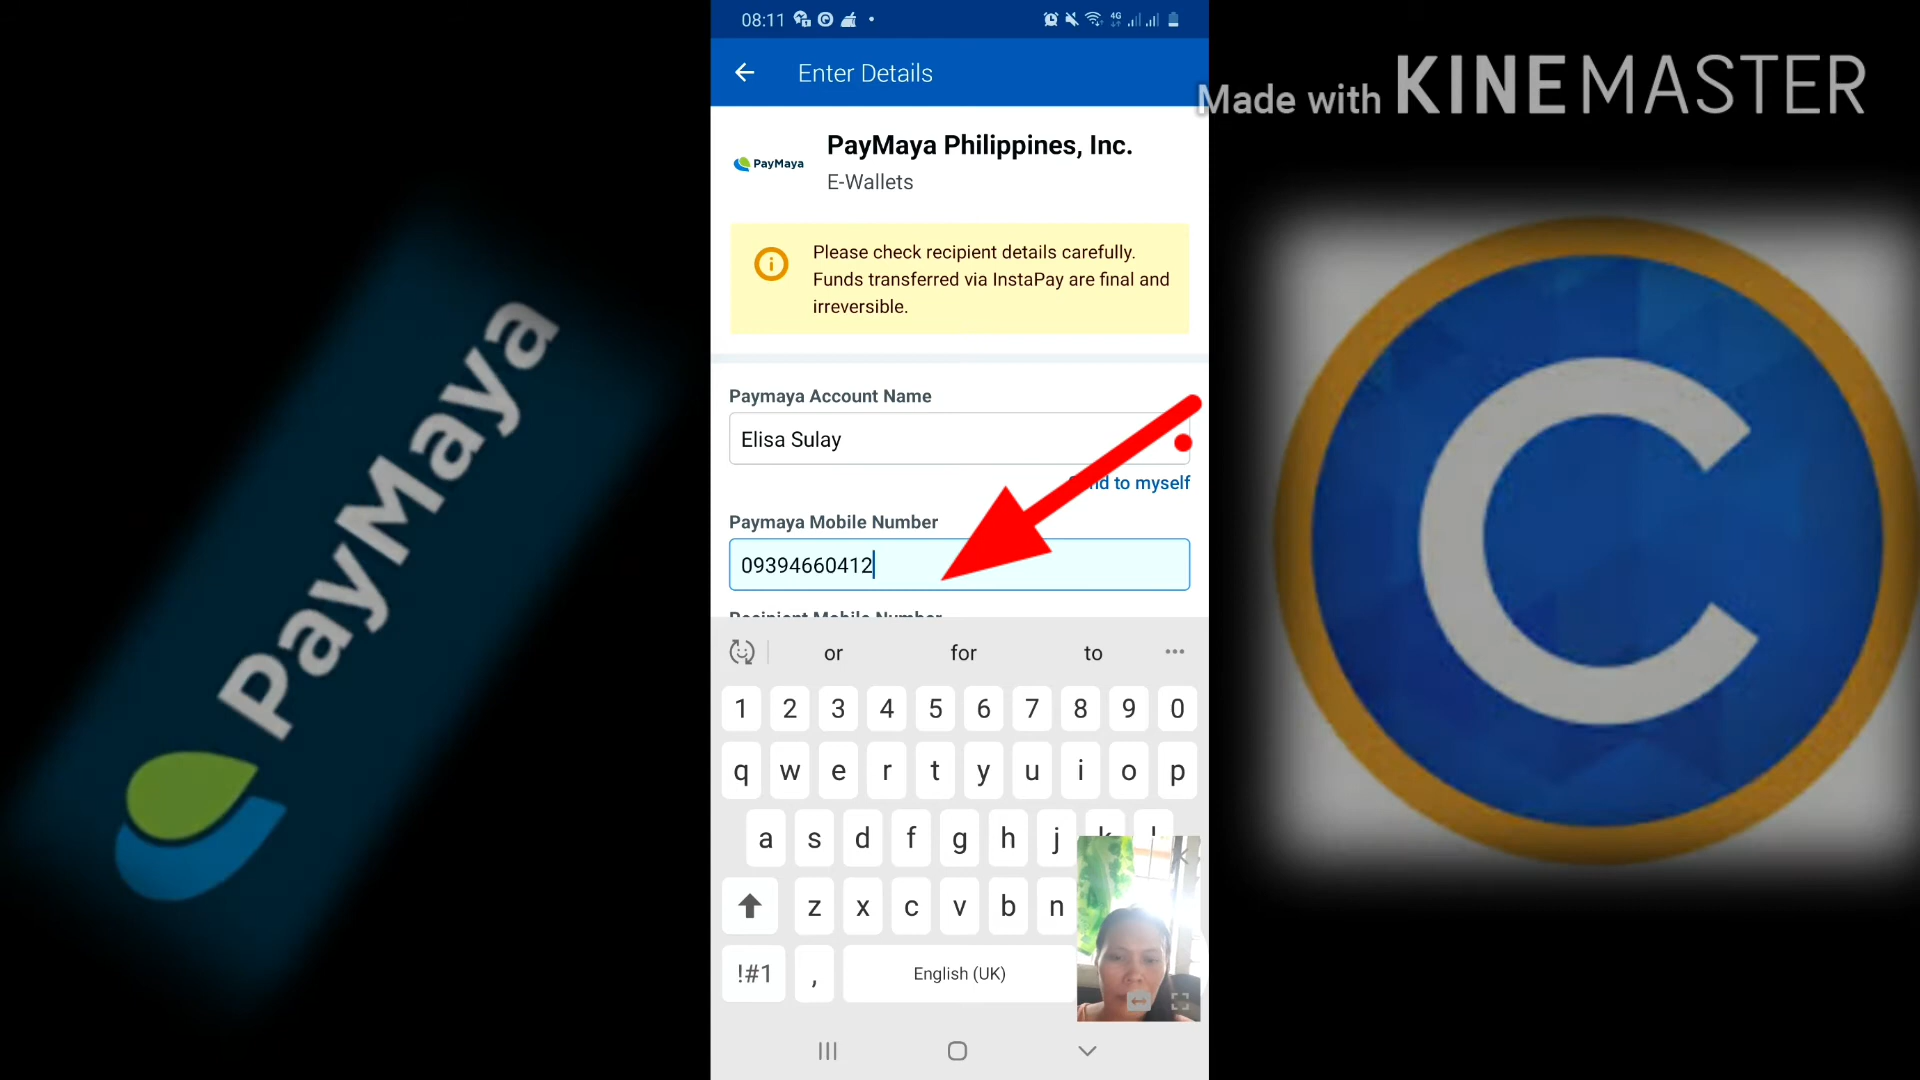 08:11
4G
Enter Details
Made with KINEMASTER
PayMaya Philippines, Inc.
PayMaya
E-Wallets
Please check recipient details carefully.
Funds transferred via InstaPay are final and
irreversible.
Paymaya Account Name
Elisa Sulay
Send to myself
Paymaya Mobile Number
09394660412
Recipient Mobile Number
or for to
1 2 3 4 5 6 7 8 9 0
q w e r t y u i o p
a s d f g h j k l
z x c v b n
!#1 , English (UK)
PayMaya
C